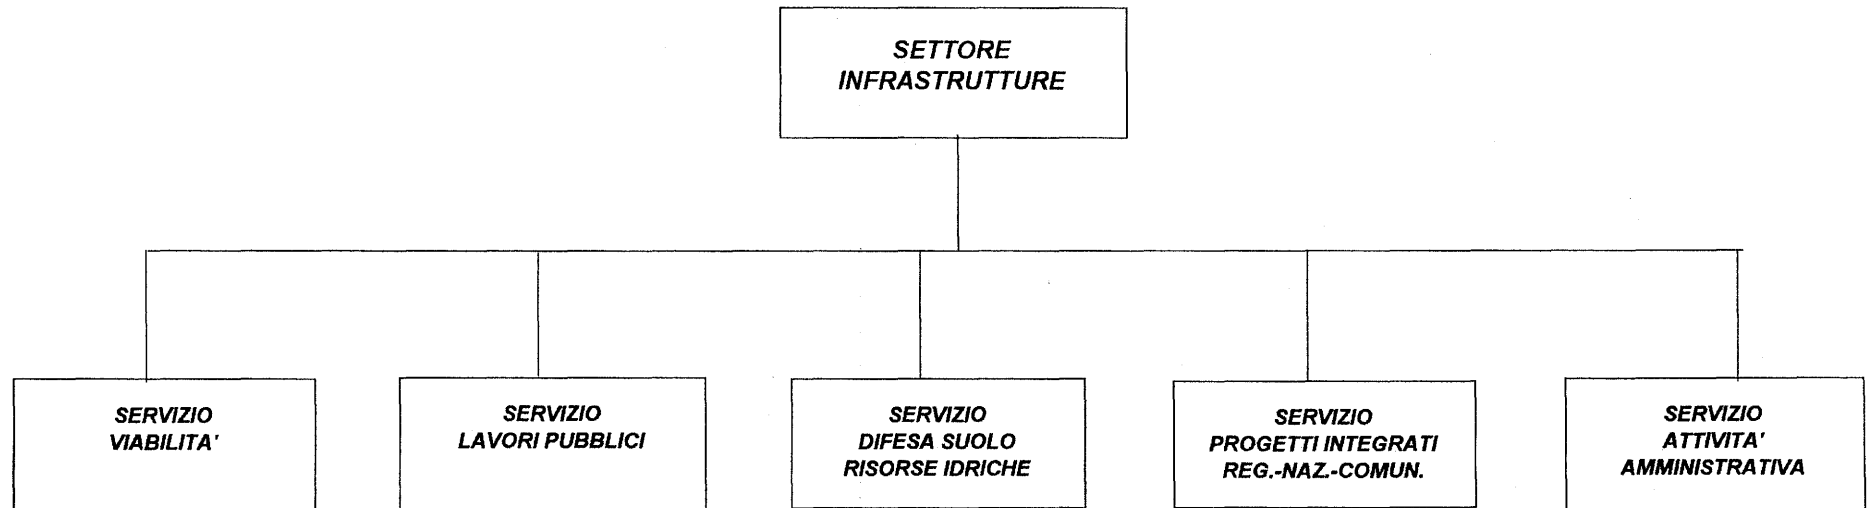 SETTORE
INFRASTRUTTURE
SERVIZIO
VIABILITA'
SERVIZIO
LAVORI PUBBLICI
SERVIZIO
DIFESA SUOLO
RISORSE IDRICHE
SERVIZIO
PROGETTI INTEGRATI
REG.-NAZ.-COMUN.
SERVIZIO
ATTIVITA'
AMMINISTRATIVA